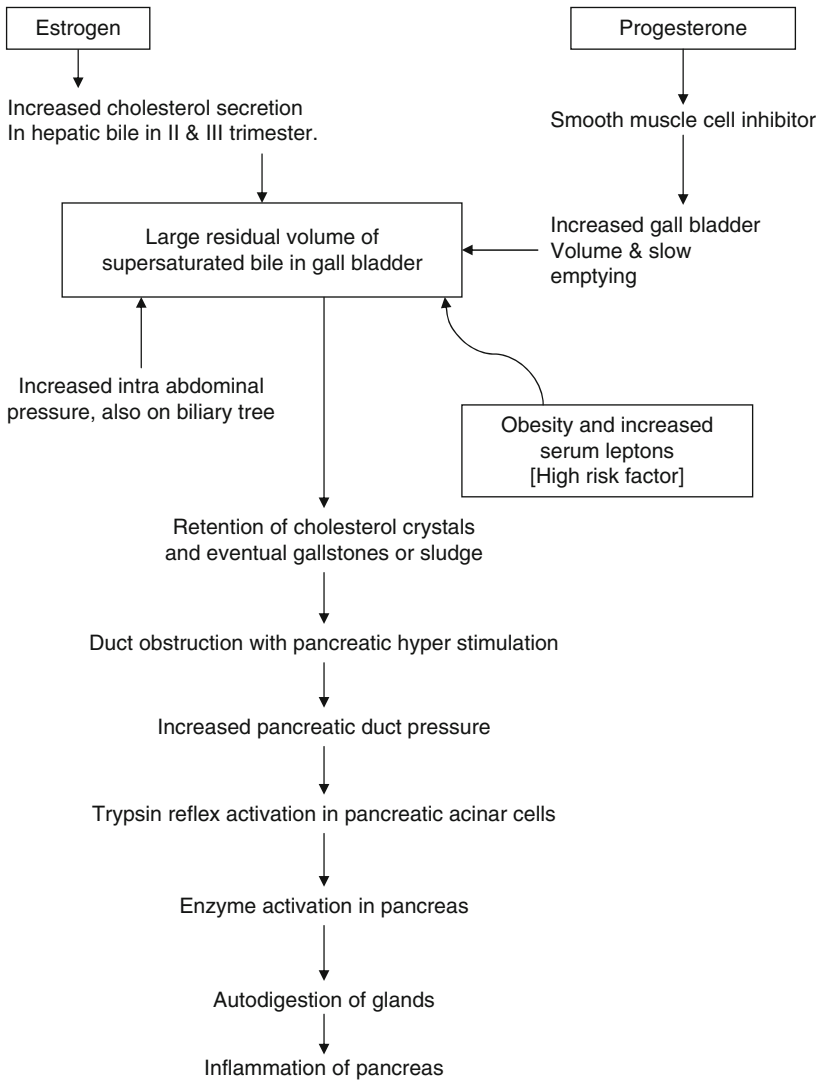 Estrogen
Progesterone
Increased cholesterol secretion
In hepatic bile in II & III trimester.
Smooth muscle cell inhibitor
Large residual volume of
supersaturated bile in gall bladder
Increased gall bladder
Volume & slow
emptying
Increased intra abdominal
pressure, also on biliary tree
Obesity and increased
serum leptons
[High risk factor]
Retention of cholesterol crystals
and eventual gallstones or sludge
Duct obstruction with pancreatic hyper stimulation
Increased pancreatic duct pressure
Trypsin reflex activation in pancreatic acinar cells
Enzyme activation in pancreas
Autodigestion of glands
Inflammation of pancreas